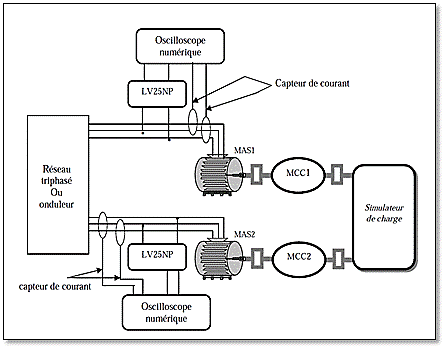 Oscilloscope
numérique
Capteur de courant
LV25NP
MAS1
Réseau
triphasé
Ou
onduleur
MCC1
Simulateur
de charge
MAS2
LV25NP
MCC2
capteur de courant
Oscilloscope
numérique